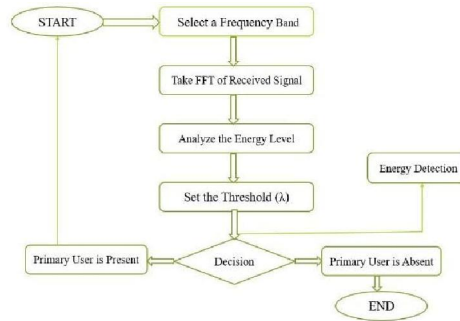 START
Select a Frequency Band
Take FFT of Received Signal
Analyze the Energy Level
Energy Detection
Set the Threshold (λ)
Primary User is Present
Decision
Primary User is Absent
END